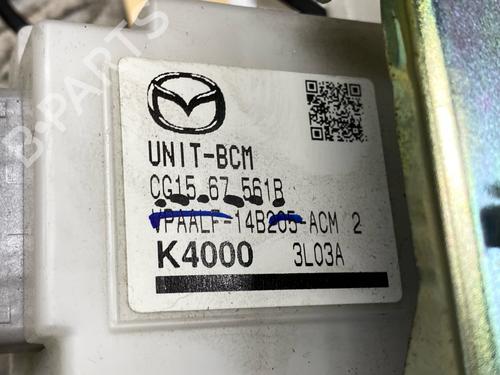 B-PARTS
UNIT-BCM
CG15 67 561B
VPAALF-14B205-ACM 2
K4000 3L03A